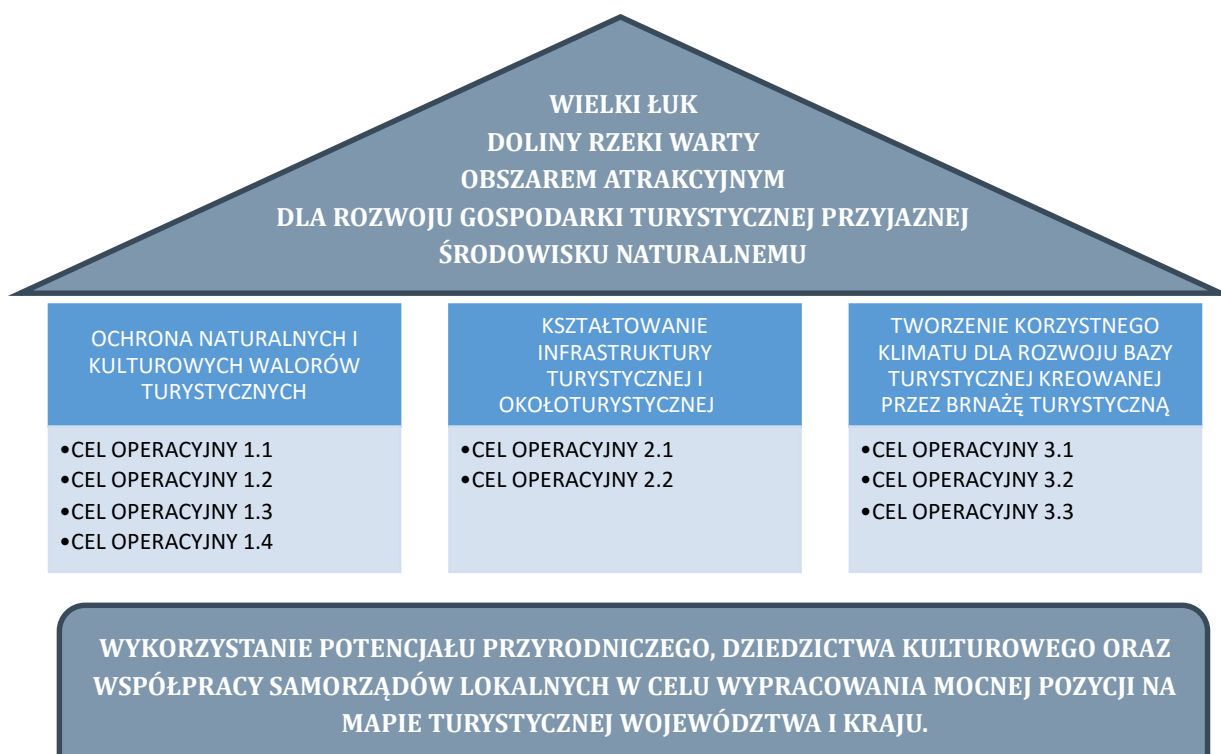 WIELKI ŁUK
DOLINY RZEKI WARTY
OBSZAREM ATRAKCYJNYM
DLA ROZWOJU GOSPODARKI TURYSTYCZNEJ PRZYJAZNEJ
ŚRODOWISKU NATURALNEMU
OCHRONA NATURALNYCH I
KULTUROWYCH WALORÓW
TURYSTYCZNYCH
•CEL OPERACYJNY 1.1
•CEL OPERACYJNY 1.2
•CEL OPERACYJNY 1.3
•CEL OPERACYJNY 1.4
KSZTAŁTOWANIE
INFRASTRUKTURY
TURYSTYCZNEJ I
OKOŁOTURYSTYCZNEJ
•CEL OPERACYJNY 2.1
•CEL OPERACYJNY 2.2
TWORZENIE KORZYSTNEGO
KLIMATU DLA ROZWOJU BAZY
TURYSTYCZNEJ KREOWANEJ
PRZEZ BRNAŻĘ TURYSTYCZNĄ
•CEL OPERACYJNY 3.1
•CEL OPERACYJNY 3.2
•CEL OPERACYJNY 3.3
WYKORZYSTANIE POTENCJAŁU PRZYRODNICZEGO, DZIEDZICTWA KULTUROWEGO ORAZ
WSPÓŁPRACY SAMORZĄDÓW LOKALNYCH W CELU WYPRACOWANIA MOCNEJ POZYCJI NA
MAPIE TURYSTYCZNEJ WOJEWÓDZTWA I KRAJU.